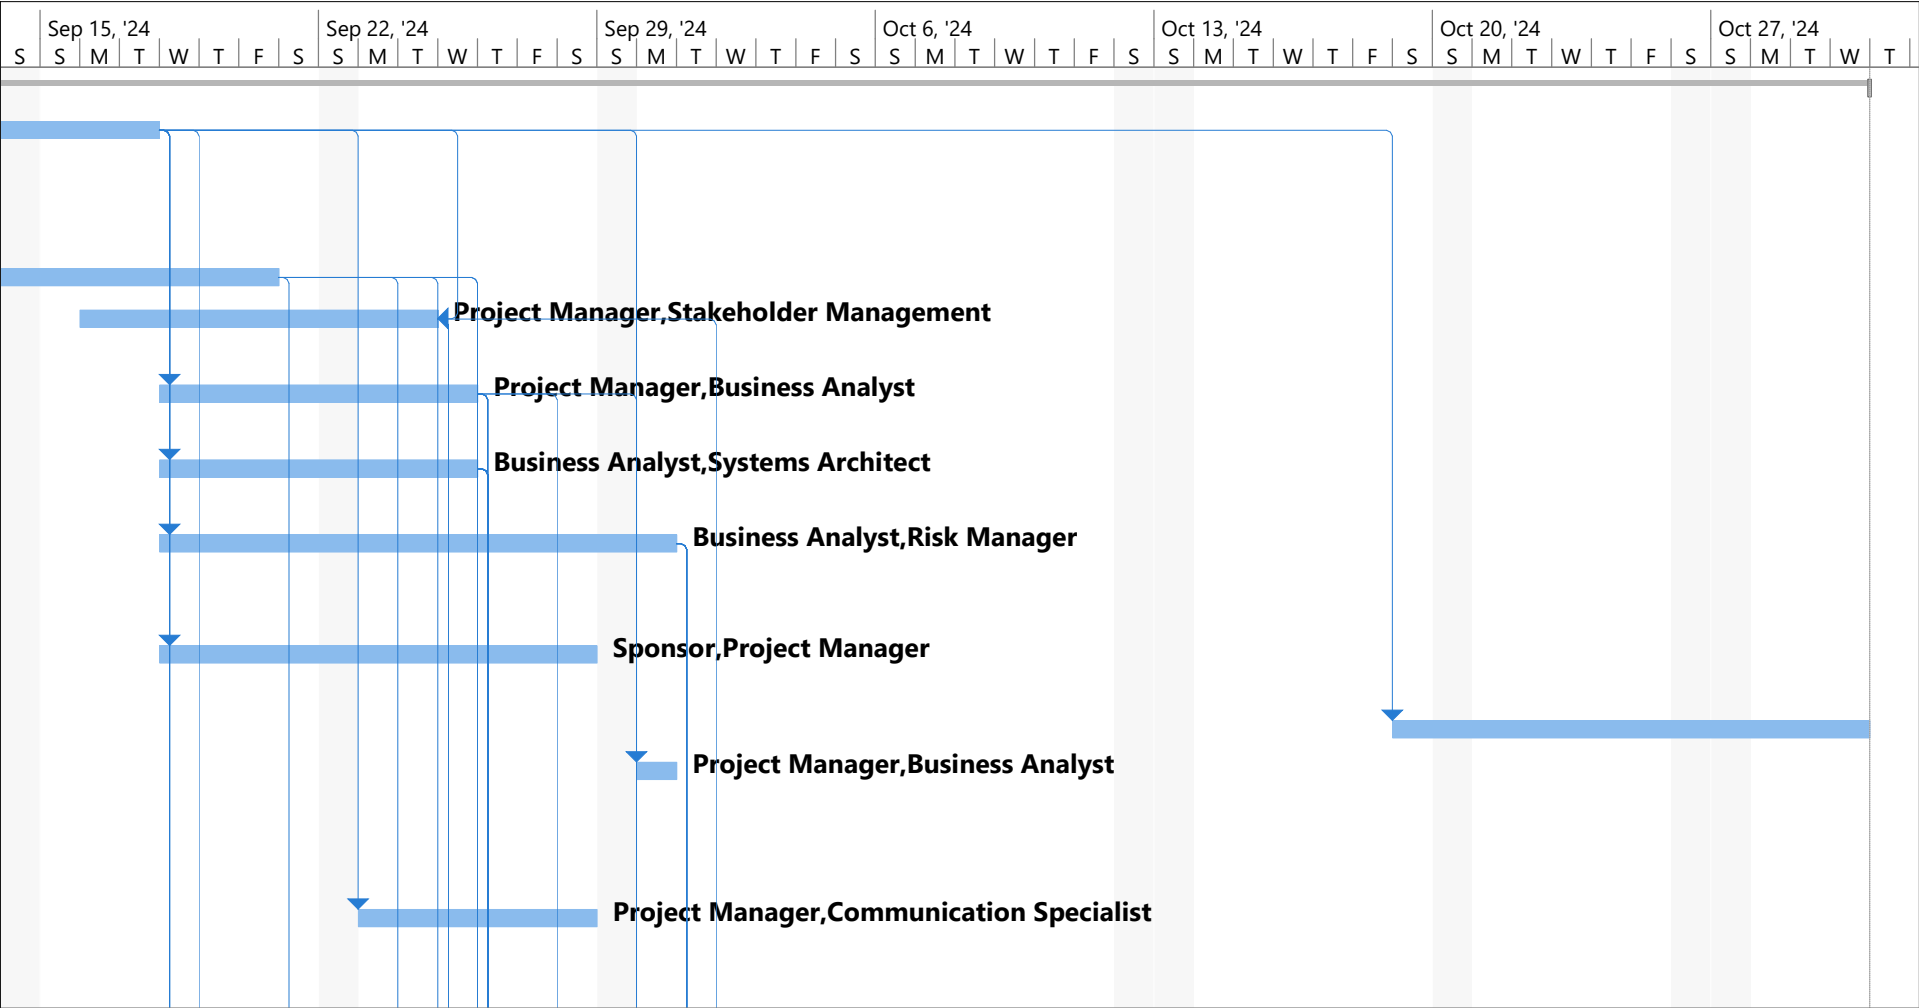 Sep 15, '24 Sep 22, '24 Sep 29, '24 Oct 6, '24 Oct 13, '24 Oct 20, '24 Oct 27, '24
S S M T W T F S S M T W T F S S M T W T F S S M T W T F S S M T W T F S S M T W T F S S M T W T
Project Manager,Stakeholder Management
Project Manager,Business Analyst
Business Analyst,Systems Architect
Business Analyst,Risk Manager
Sponsor,Project Manager
Project Manager,Business Analyst
Project Manager,Communication Specialist